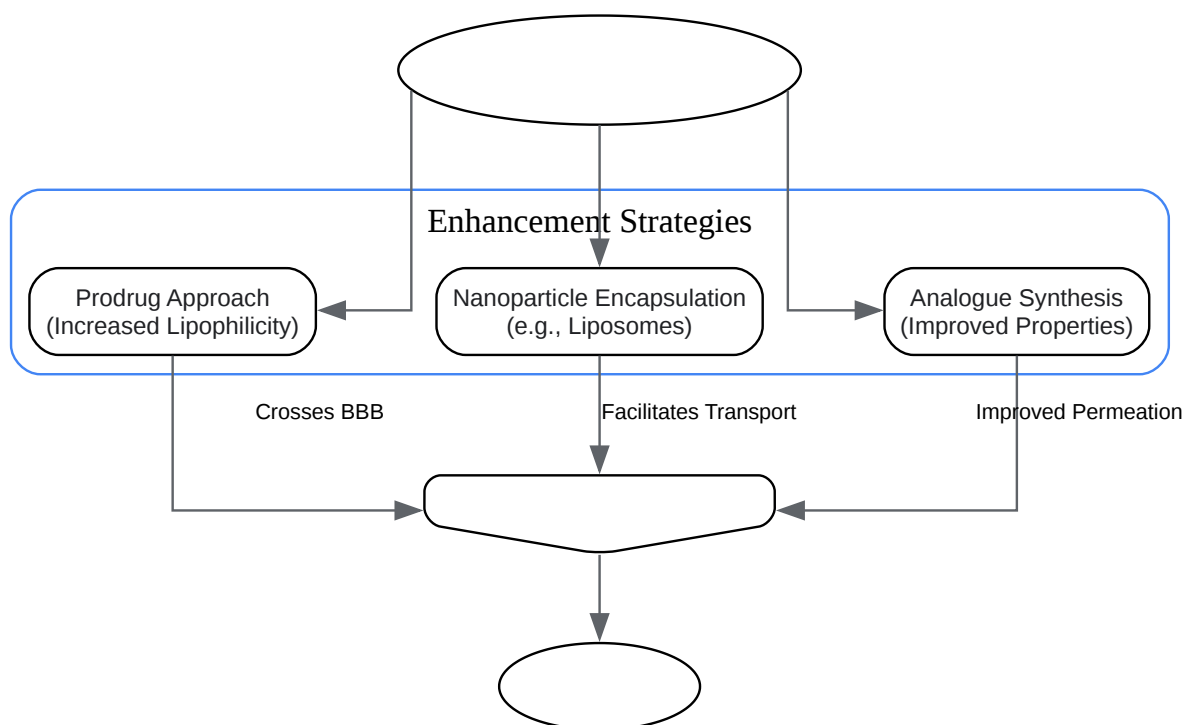 Enhancement Strategies
Prodrug Approach
(Increased Lipophilicity)
Nanoparticle Encapsulation
(e.g., Liposomes)
Analogue Synthesis
(Improved Properties)
Crosses BBB
Facilitates Transport
Improved Permeation